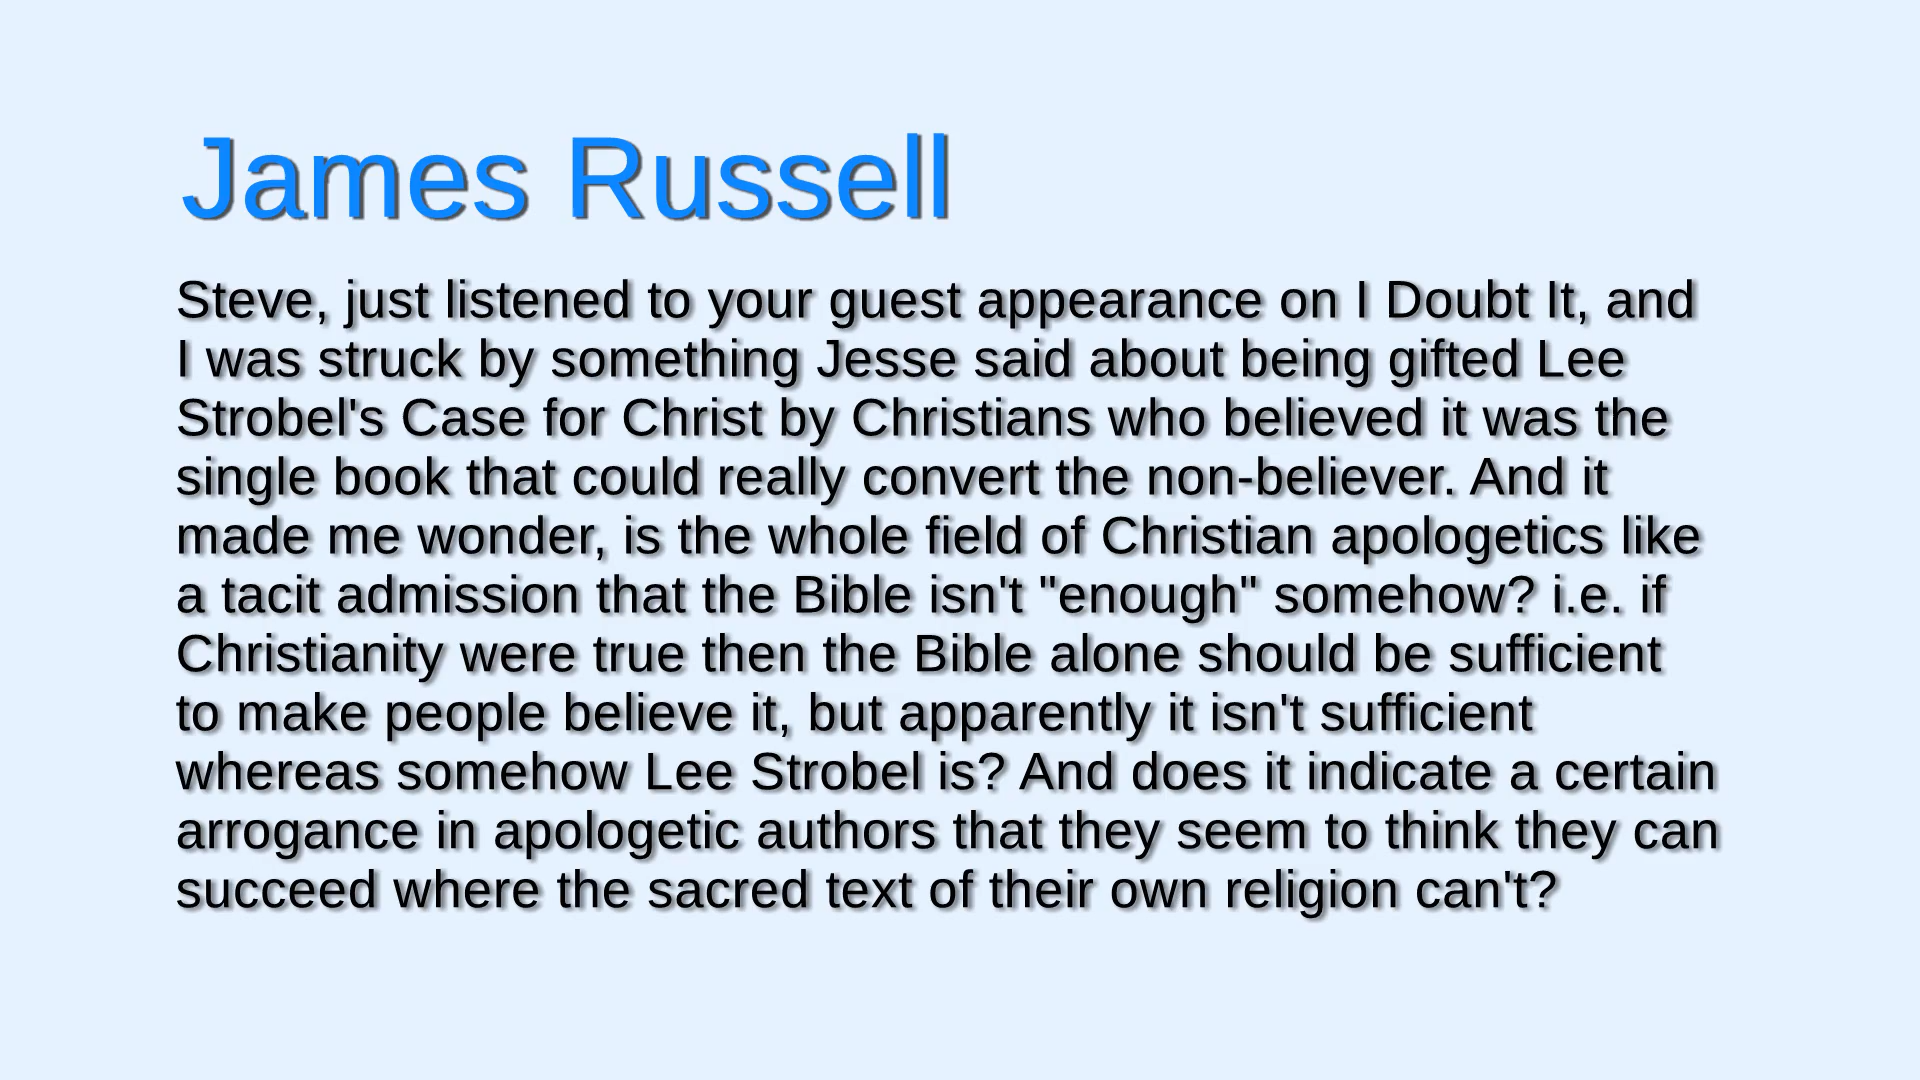 James Russell
Steve, just listened to your guest appearance on I Doubt It, and
I was struck by something Jesse said about being gifted Lee
Strobel's Case for Christ by Christians who believed it was the
single book that could really convert the non-believer. And it
made me wonder, is the whole field of Christian apologetics like
a tacit admission that the Bible isn't "enough" somehow? i.e. if
Christianity were true then the Bible alone should be sufficient
to make people believe it, but apparently it isn't sufficient
whereas somehow Lee Strobel is? And does it indicate a certain
arrogance in apologetic authors that they seem to think they can
succeed where the sacred text of their own religion can't?